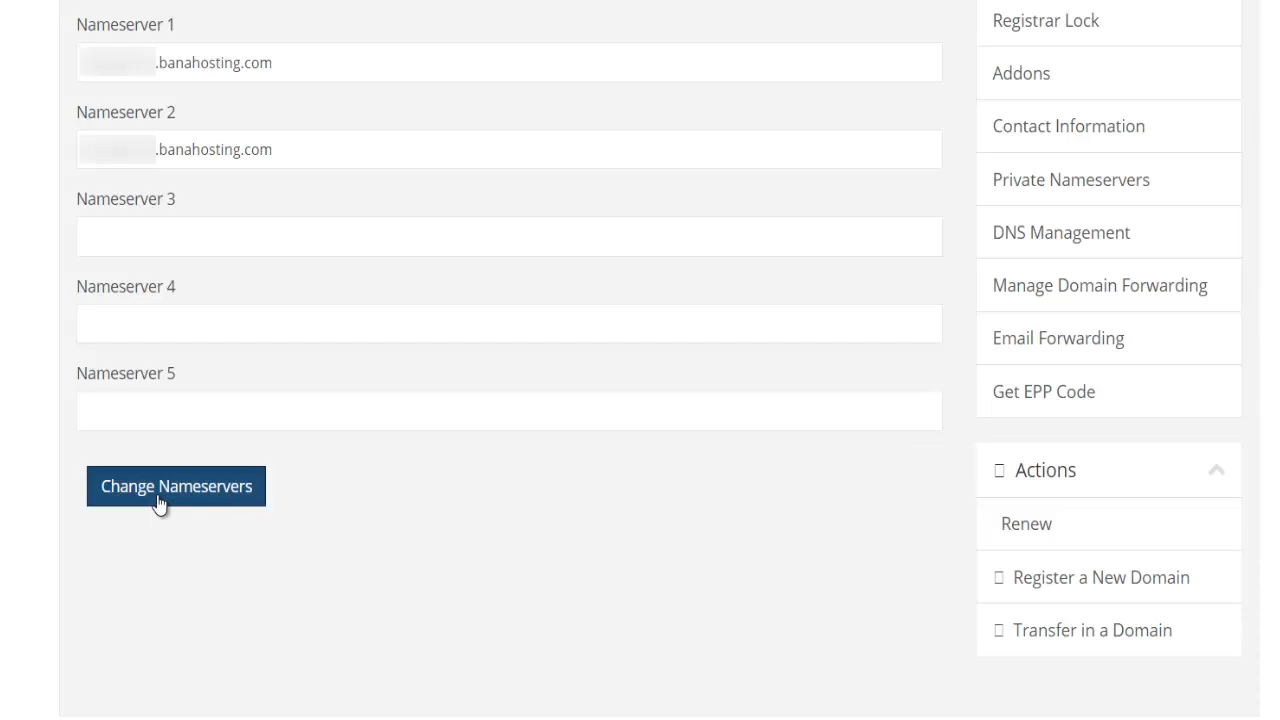 Nameserver 1
.banahosting.com
Nameserver 2
.banahosting.com
Nameserver 3
Nameserver 4
Nameserver 5
Change Nameservers
Registrar Lock
Addons
Contact Information
Private Nameservers
DNS Management
Manage Domain Forwarding
Email Forwarding
Get EPP Code
Actions
Renew
Register a New Domain
Transfer in a Domain